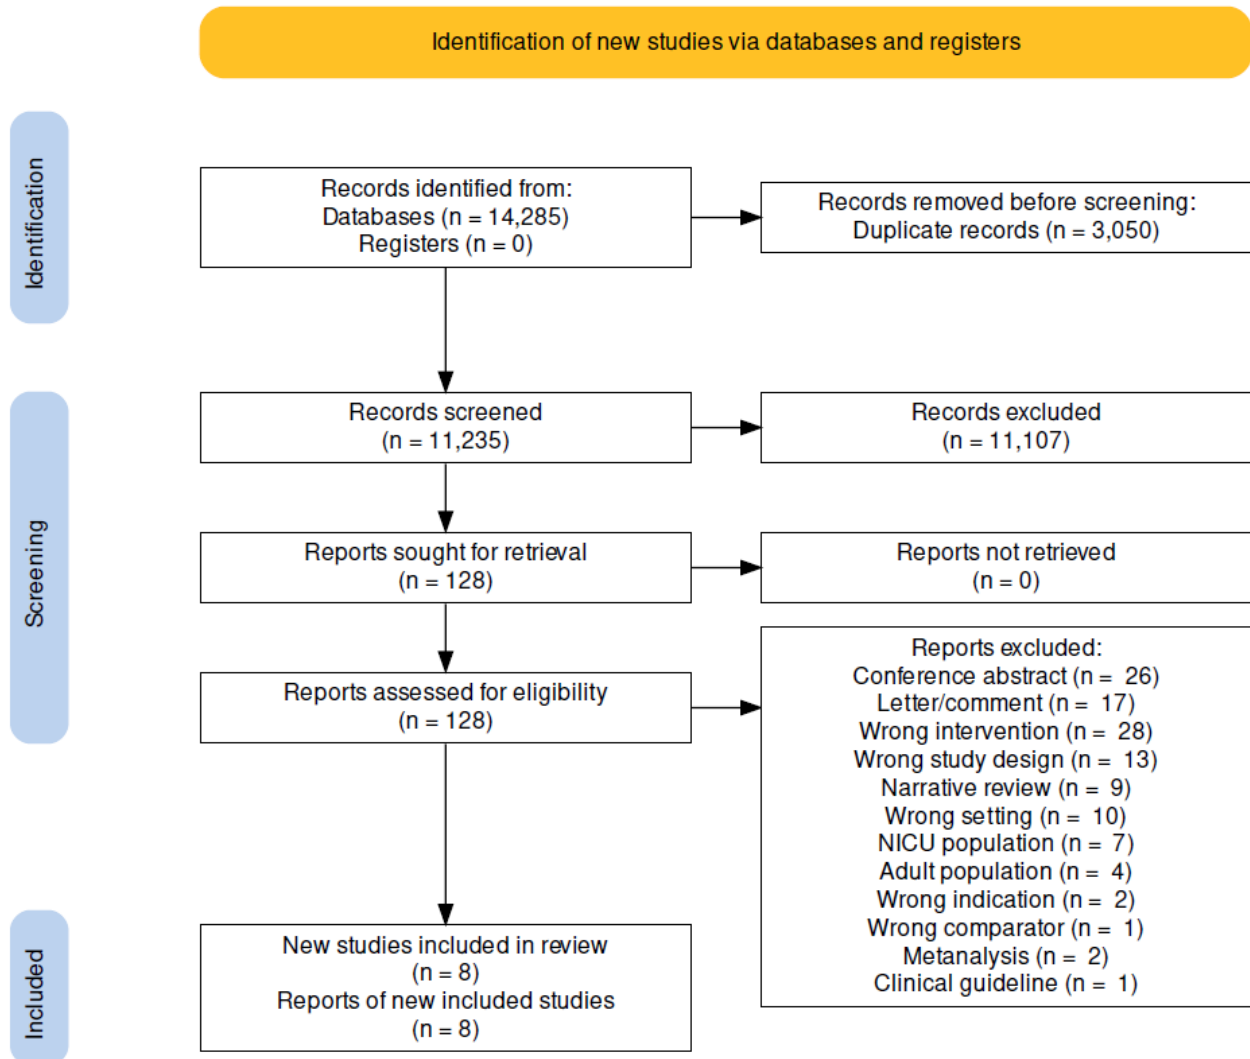 Identification of new studies via databases and registers
Identification
Records identified from:
Databases (n = 14,285)
Registers (n = 0)
Records removed before screening:
Duplicate records (n = 3,050)
Screening
Records screened
(n = 11,235)
Records excluded
(n = 11,107)
Reports sought for retrieval
(n = 128)
Reports not retrieved
(n = 0)
Reports assessed for eligibility
(n = 128)
Reports excluded:
Conference abstract (n = 26)
Letter/comment (n = 17)
Wrong intervention (n = 28)
Wrong study design (n = 13)
Narrative review (n = 9)
Wrong setting (n = 10)
NICU population (n = 7)
Adult population (n = 4)
Wrong indication (n = 2)
Wrong comparator (n = 1)
Metanalysis (n = 2)
Clinical guideline (n = 1)
Included
New studies included in review
(n = 8)
Reports of new included studies
(n = 8)